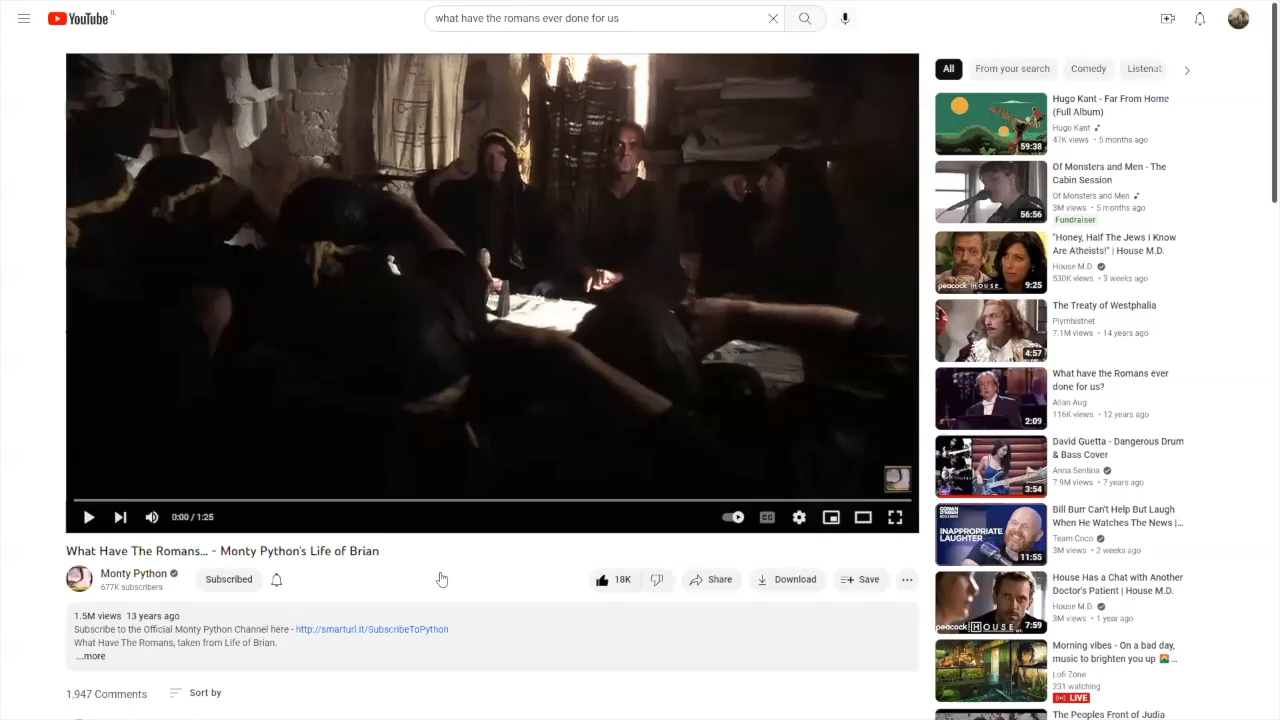 YouTube IL
what have the romans ever done for us
0:00 / 1:25
CC
What Have The Romans... - Monty Python's Life of Brian
Monty Python
677K subscribers
Subscribed
18K
Share
Download
Save
1.5M views 13 years ago
Subscribe to the Official Monty Python Channel here - http://smarturl.it/SubscribeToPython
What Have The Romans, taken from Life of Brian.
...more
1,947 Comments
Sort by
All
From your search
Comedy
Listenab
59:38
Hugo Kant - Far From Home
(Full Album)
Hugo Kant
47K views • 5 months ago
56:56
Of Monsters and Men - The
Cabin Session
Of Monsters and Men
3M views • 5 months ago
Fundraiser
peacock HOUSE
9:25
"Honey, Half The Jews I Know
Are Atheists!" | House M.D.
House M.D.
530K views • 3 weeks ago
4:57
The Treaty of Westphalia
Piymhistnet
7.1M views • 14 years ago
2:09
What have the Romans ever
done for us?
Allan Aug
116K views • 12 years ago
3:54
David Guetta - Dangerous Drum
& Bass Cover
Anna Sentina
7.9M views • 7 years ago
INAPPROPRIATE
LAUGHTER
11:55
Bill Burr Can't Help But Laugh
When He Watches The News |...
Team Coco
3M views • 2 weeks ago
peacock HOUSE
7:59
House Has a Chat with Another
Doctor's Patient | House M.D.
House M.D.
3M views • 1 year ago
Morning vibes - On a bad day,
music to brighten you up ...
Lofi Zone
231 watching
LIVE
The Peoples Front of Judia